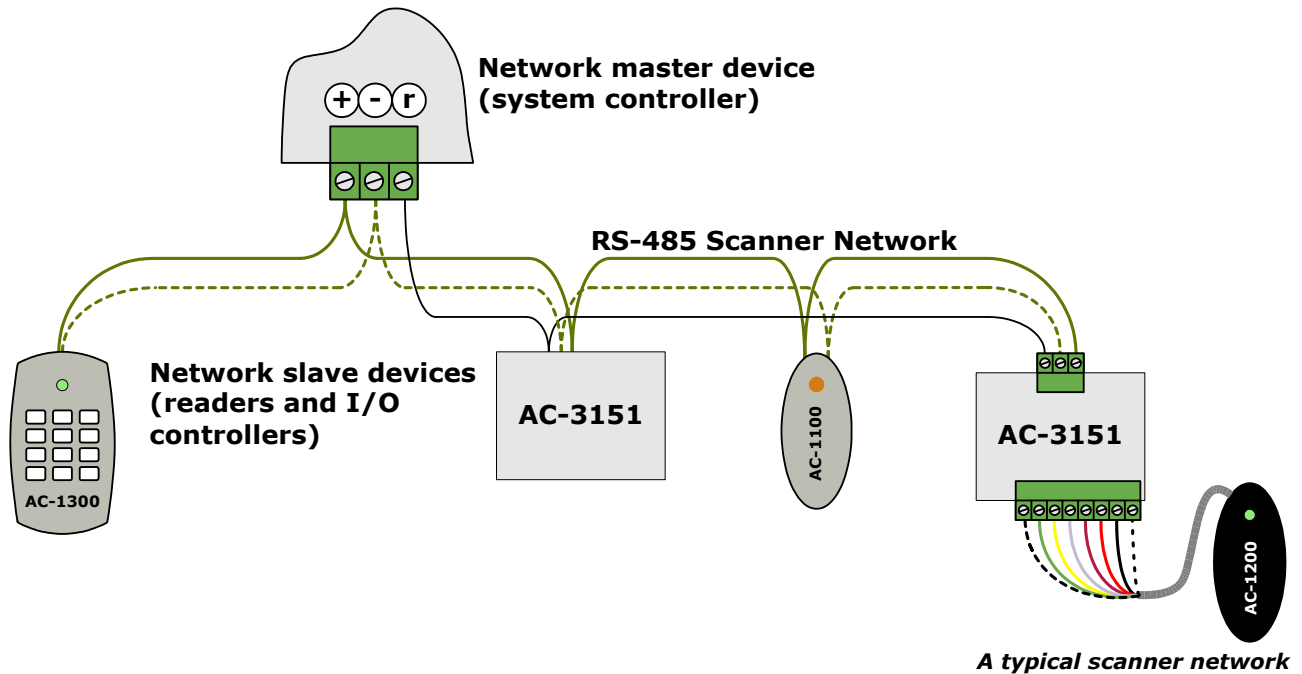 Network master device
(system controller)
+ - r
RS-485 Scanner Network
Network slave devices
(readers and I/O
controllers)
AC-1300
AC-3151
AC-1100
AC-3151
AC-1200
A typical scanner network